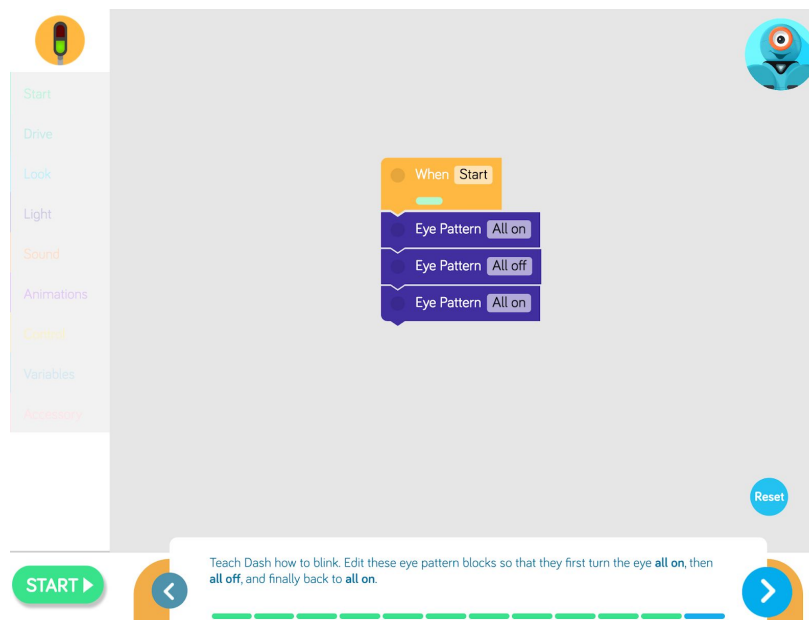 Start
Drive
Look
Light
Sound
Animations
Control
Variables
Accessory
When Start
Eye Pattern All on
Eye Pattern All off
Eye Pattern All on
Reset
START
Teach Dash how to blink. Edit these eye pattern blocks so that they first turn the eye all on, then
all off, and finally back to all on.